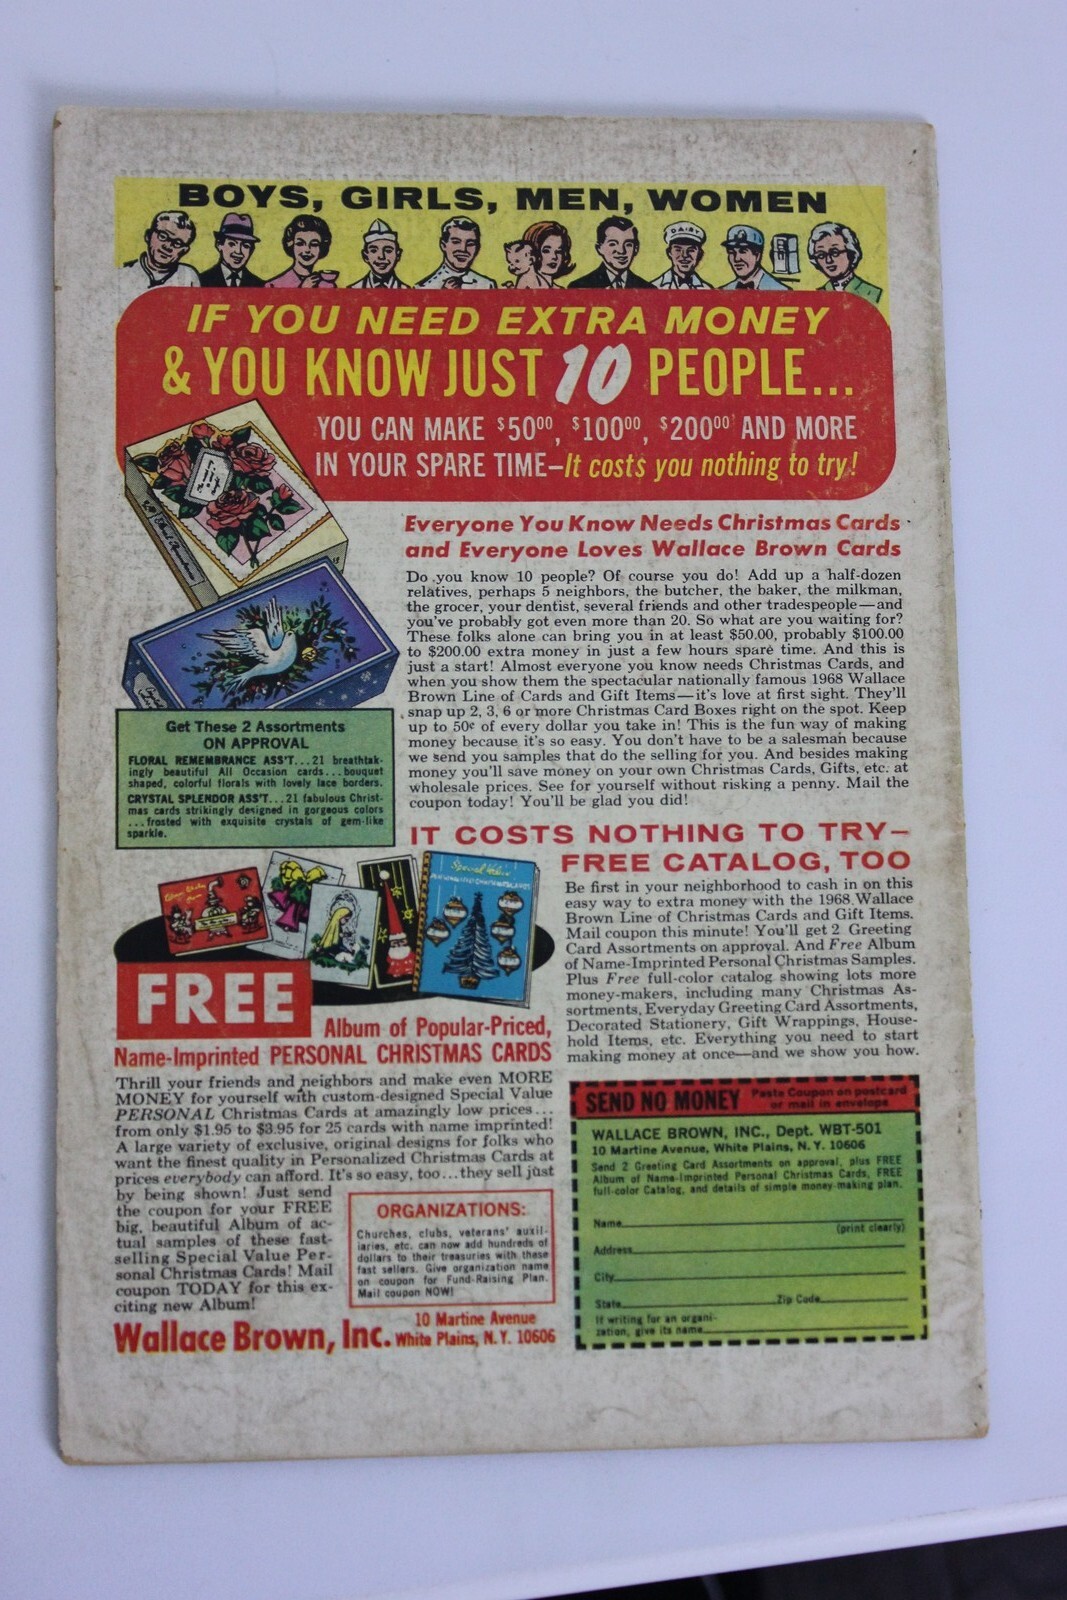 BOYS, GIRLS, MEN, WOMEN
DAIRY
IF YOU NEED EXTRA MONEY
& YOU KNOW JUST 10 PEOPLE...
YOU CAN MAKE $50⁰⁰, $100⁰⁰, $200⁰⁰ AND MORE
IN YOUR SPARE TIME—It costs you nothing to try!
Everyone You Know Needs Christmas Cards
and Everyone Loves Wallace Brown Cards
Do you know 10 people? Of course you do! Add up a half-dozen
relatives, perhaps 5 neighbors, the butcher, the baker, the milkman,
the grocer, your dentist, several friends and other tradespeople—and
you've probably got even more than 20. So what are you waiting for?
These folks alone can bring you in at least $50.00, probably $100.00
to $200.00 extra money in just a few hours spare time. And this is
just a start! Almost everyone you know needs Christmas Cards, and
when you show them the spectacular nationally famous 1968 Wallace
Brown Line of Cards and Gift Items—it's love at first sight. They'll
snap up 2, 3, 6 or more Christmas Card Boxes right on the spot. Keep
up to 50¢ of every dollar you take in! This is the fun way of making
money because it's so easy. You don't have to be a salesman because
we send you samples that do the selling for you. And besides making
money you'll save money on your own Christmas Cards, Gifts, etc. at
wholesale prices. See for yourself without risking a penny. Mail the
coupon today! You'll be glad you did!
Get These 2 Assortments
ON APPROVAL
FLORAL REMEMBRANCE ASS'T...21 breathtak-
ingly beautiful All Occasion cards...bouquet
shaped, colorful florals with lovely lace borders.
CRYSTAL SPLENDOR ASS'T...21 fabulous Christ-
mas cards strikingly designed in gorgeous colors
...frosted with exquisite crystals of gem-like
sparkle.
IT COSTS NOTHING TO TRY—
FREE CATALOG, TOO
Be first in your neighborhood to cash in on this
easy way to extra money with the 1968 Wallace
Brown Line of Christmas Cards and Gift Items.
Mail coupon this minute! You'll get 2 Greeting
Card Assortments on approval. And Free Album
of Name-Imprinted Personal Christmas Samples.
Plus Free full-color catalog showing lots more
money-makers, including many Christmas As-
sortments, Everyday Greeting Card Assortments,
Decorated Stationery, Gift Wrappings, House-
hold Items, etc. Everything you need to start
making money at once—and we show you how.
Special Value
FREE
Album of Popular-Priced,
Name-Imprinted PERSONAL CHRISTMAS CARDS
Thrill your friends and neighbors and make even MORE
MONEY for yourself with custom-designed Special Value
PERSONAL Christmas Cards at amazingly low prices...
from only $1.95 to $3.95 for 25 cards with name imprinted!
A large variety of exclusive, original designs for folks who
want the finest quality in Personalized Christmas Cards at
prices everybody can afford. It's so easy, too...they sell just
by being shown! Just send
the coupon for your FREE
big, beautiful Album of ac-
tual samples of these fast-
selling Special Value Per-
sonal Christmas Cards! Mail
coupon TODAY for this ex-
citing new Album!
ORGANIZATIONS:
Churches, clubs, veterans' auxil-
iaries, etc. can now add hundreds of
dollars to their treasuries with these
fast sellers. Give organization name
on coupon for Fund-Raising Plan.
Mail coupon NOW!
Wallace Brown, Inc.
10 Martine Avenue
White Plains, N. Y. 10606
SEND NO MONEY
Paste Coupon on postcard
or mail in envelope
WALLACE BROWN, INC., Dept. WBT-501
10 Martine Avenue, White Plains, N. Y. 10606
Send 2 Greeting Card Assortments on approval, plus FREE
Album of Name-Imprinted Personal Christmas Cards, FREE
full-color Catalog, and details of simple money-making plan.
Name
(print clearly)
Address
City
State Zip Code
If writing for an organi-
zation, give its name